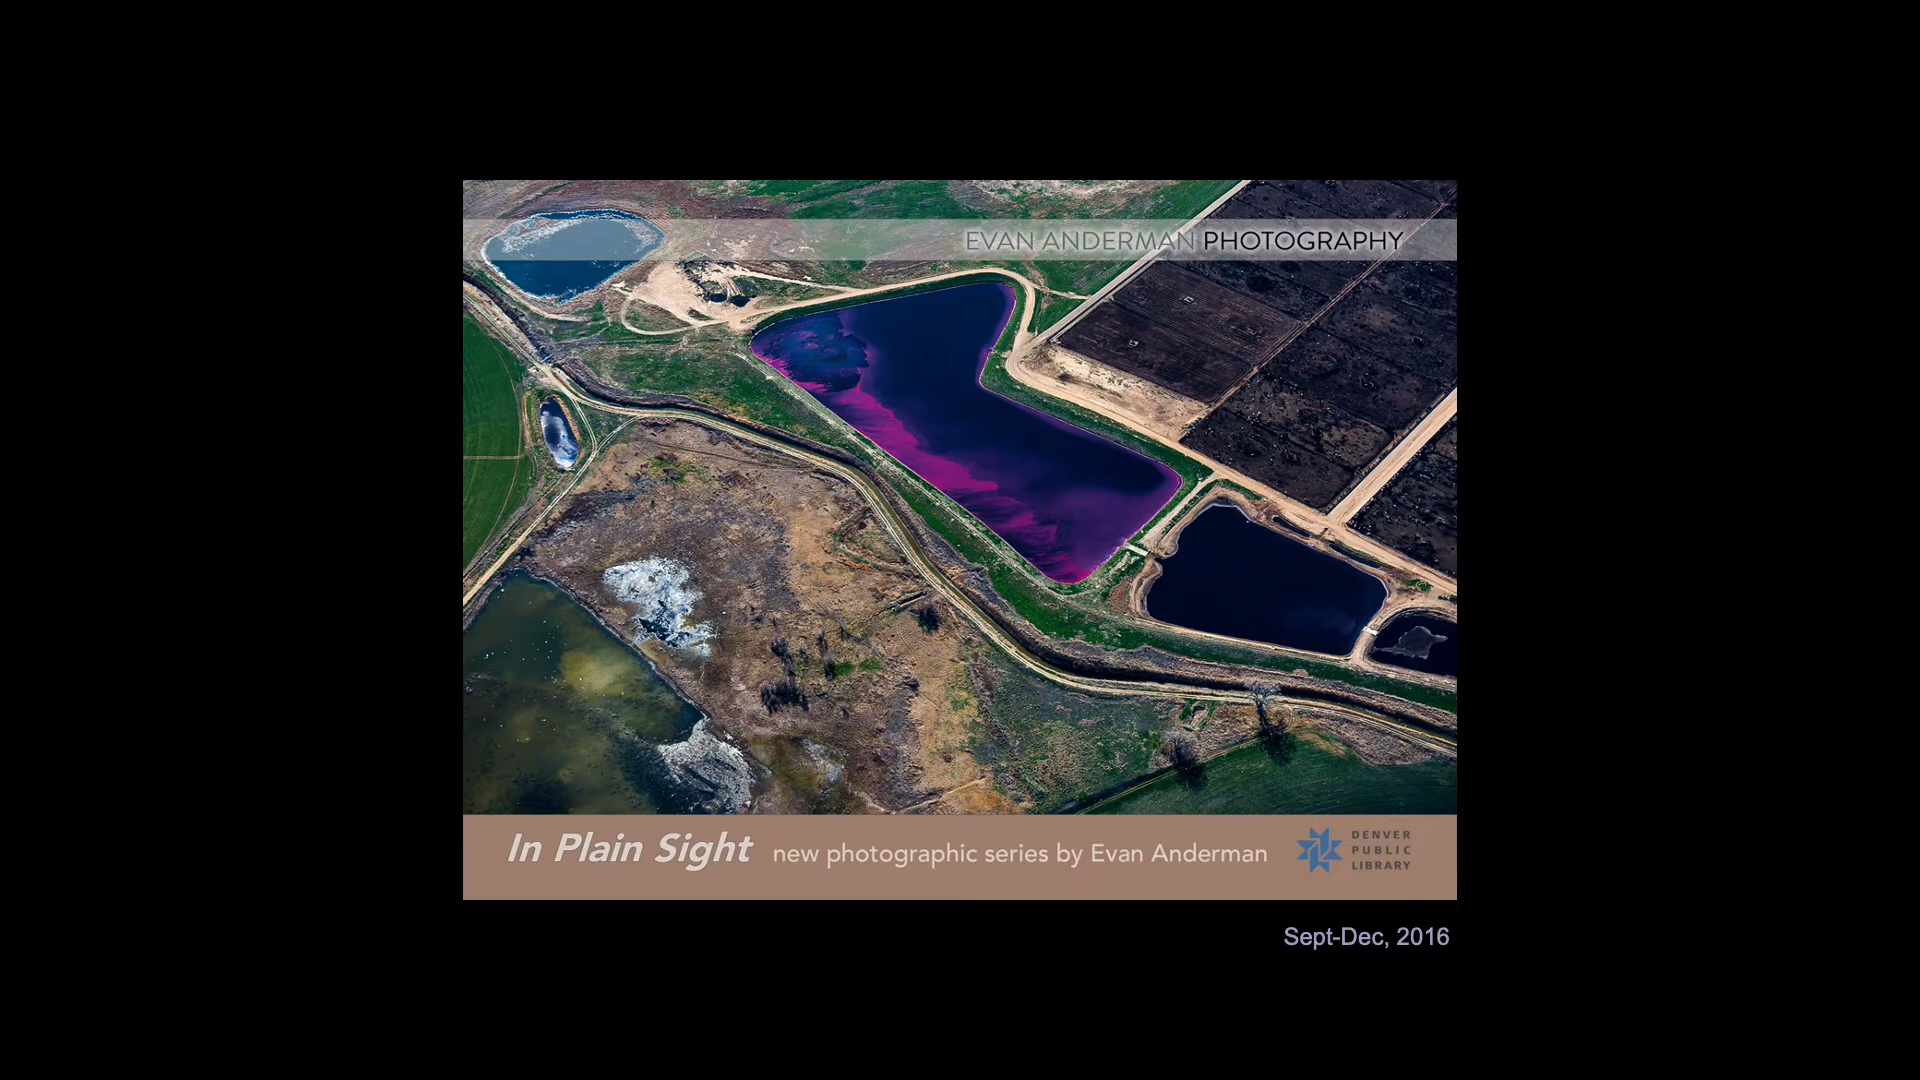 EVAN ANDERMAN PHOTOGRAPHY
In Plain Sight new photographic series by Evan Anderman
DENVER
PUBLIC
LIBRARY
Sept-Dec, 2016